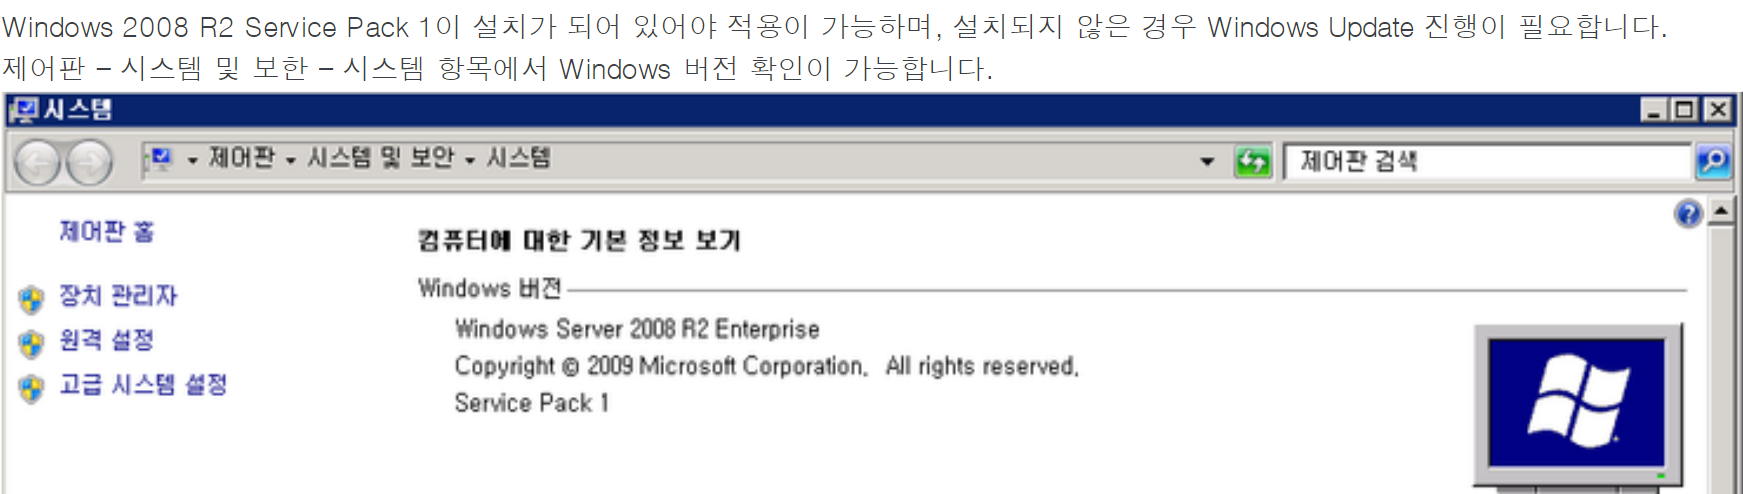 Windows 2008 R2 Service Pack 1이 설치가 되어 있어야 적용이 가능하며, 설치되지 않은 경우 Windows Update 진행이 필요합니다.
제어판 – 시스템 및 보한 – 시스템 항목에서 Windows 버전 확인이 가능합니다.
시스템
제어판 시스템 및 보안 시스템
제어판 검색
제어판 홈
장치 관리자
원격 설정
고급 시스템 설정
컴퓨터에 대한 기본 정보 보기
Windows 버전
Windows Server 2008 R2 Enterprise
Copyright © 2009 Microsoft Corporation. All rights reserved.
Service Pack 1